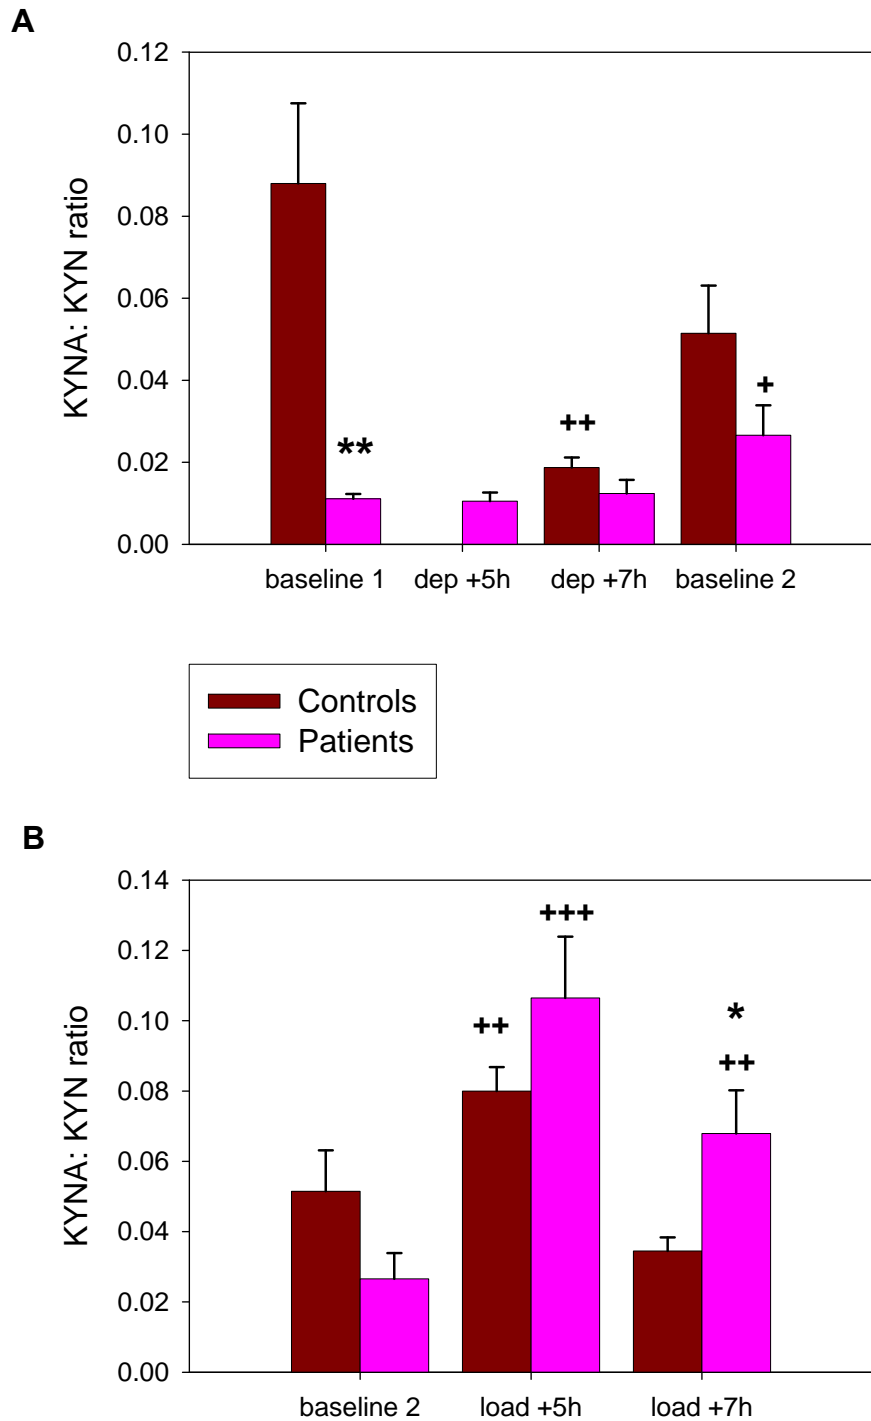 A
0.12
0.10
0.08
0.06
0.04
0.02
0.00
KYNA: KYN ratio
**
++
+
baseline 1 dep +5h dep +7h baseline 2
Controls
Patients
B
0.14
0.12
0.10
0.08
0.06
0.04
0.02
0.00
KYNA: KYN ratio
+++
++
*
++
baseline 2 load +5h load +7h